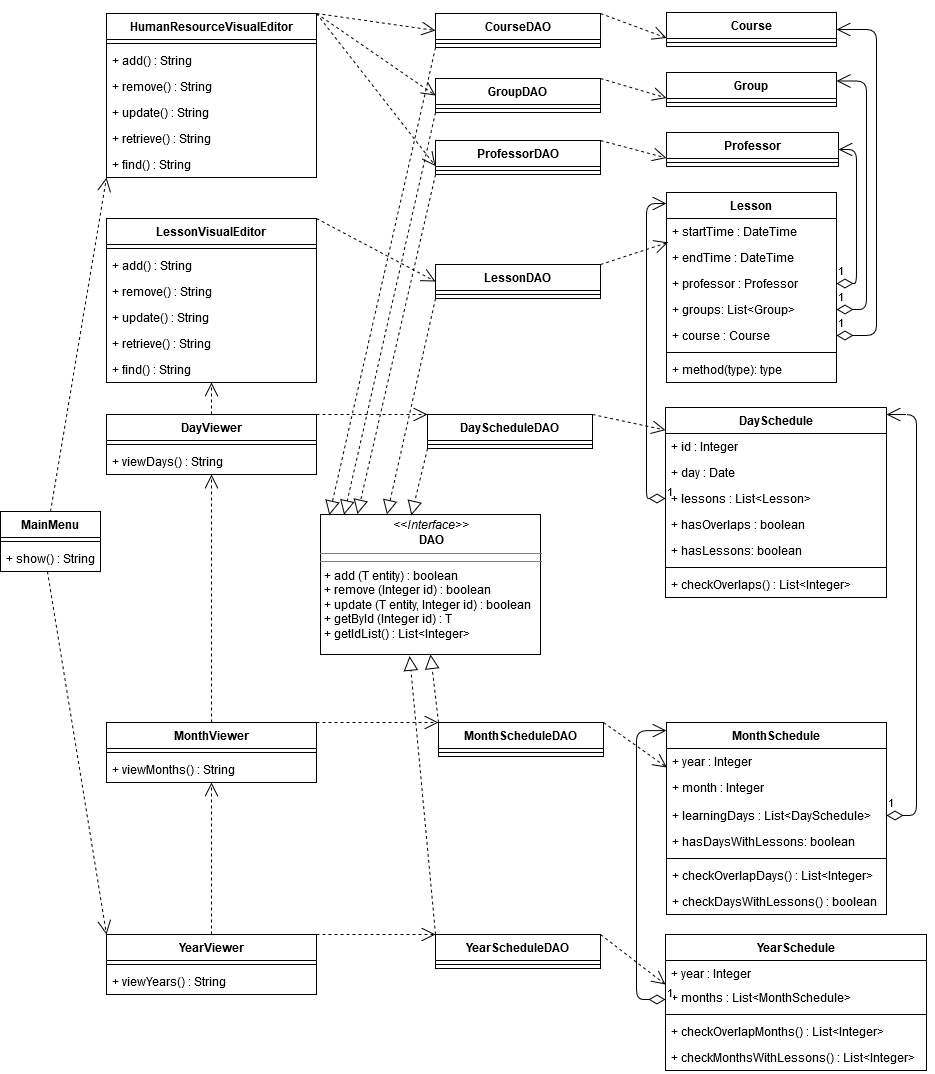 HumanResourceVisualEditor
+ add() : String
+ remove() : String
+ update() : String
+ retrieve() : String
+ find() : String
CourseDAO
Course
GroupDAO
Group
ProfessorDAO
Professor
LessonVisualEditor
+ add() : String
+ remove() : String
+ update() : String
+ retrieve() : String
+ find() : String
LessonDAO
Lesson
+ startTime : DateTime
+ endTime : DateTime
+ professor : Professor
+ groups: List<Group>
+ course : Course
+ method(type): type
1
1
1
DayViewer
+ viewDays() : String
DayScheduleDAO
DaySchedule
+ id : Integer
+ day : Date
1
+ lessons : List<Lesson>
+ hasOverlaps : boolean
+ hasLessons: boolean
+ checkOverlaps() : List<Integer>
MainMenu
+ show() : String
<<Interface>>
DAO
+ add (T entity) : boolean
+ remove (Integer id) : boolean
+ update (T entity, Integer id) : boolean
+ getById (Integer id) : T
+ getIdList() : List<Integer>
MonthViewer
+ viewMonths() : String
MonthScheduleDAO
MonthSchedule
+ year : Integer
+ month : Integer
+ learningDays : List<DaySchedule>
1
+ hasDaysWithLessons: boolean
+ checkOverlapDays() : List<Integer>
+ checkDaysWithLessons() : boolean
YearViewer
+ viewYears() : String
YearScheduleDAO
YearSchedule
+ year : Integer
1
+ months : List<MonthSchedule>
+ checkOverlapMonths() : List<Integer>
+ checkMonthsWithLessons() : List<Integer>